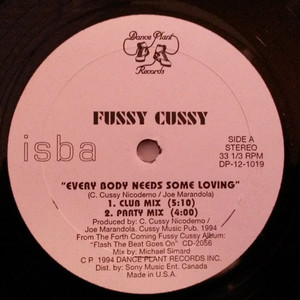 Dance Plant
Records
FUSSY CUSSY
isba
SIDE A
STEREO
33 1/3 RPM
DP-12-1019
"EVERY BODY NEEDS SOME LOVING"
(C. Cussy Nicodemo / Joe Marandola)
1. CLUB MIX (5:10)
2. PARTY MIX (4:00)
Produced by: C. Cussy Nicodemo /
Joe Marandola. Cussy Music Pub. 1994
From The Forth Coming Fussy Cussy Album:
"Flash The Beat Goes On" CD-2056
Mix by: Michael Simard
C P 1994 DANCE PLANT RECORDS INC.
Dist. by: Sony Music Ent. Canada
Made in U.S.A.